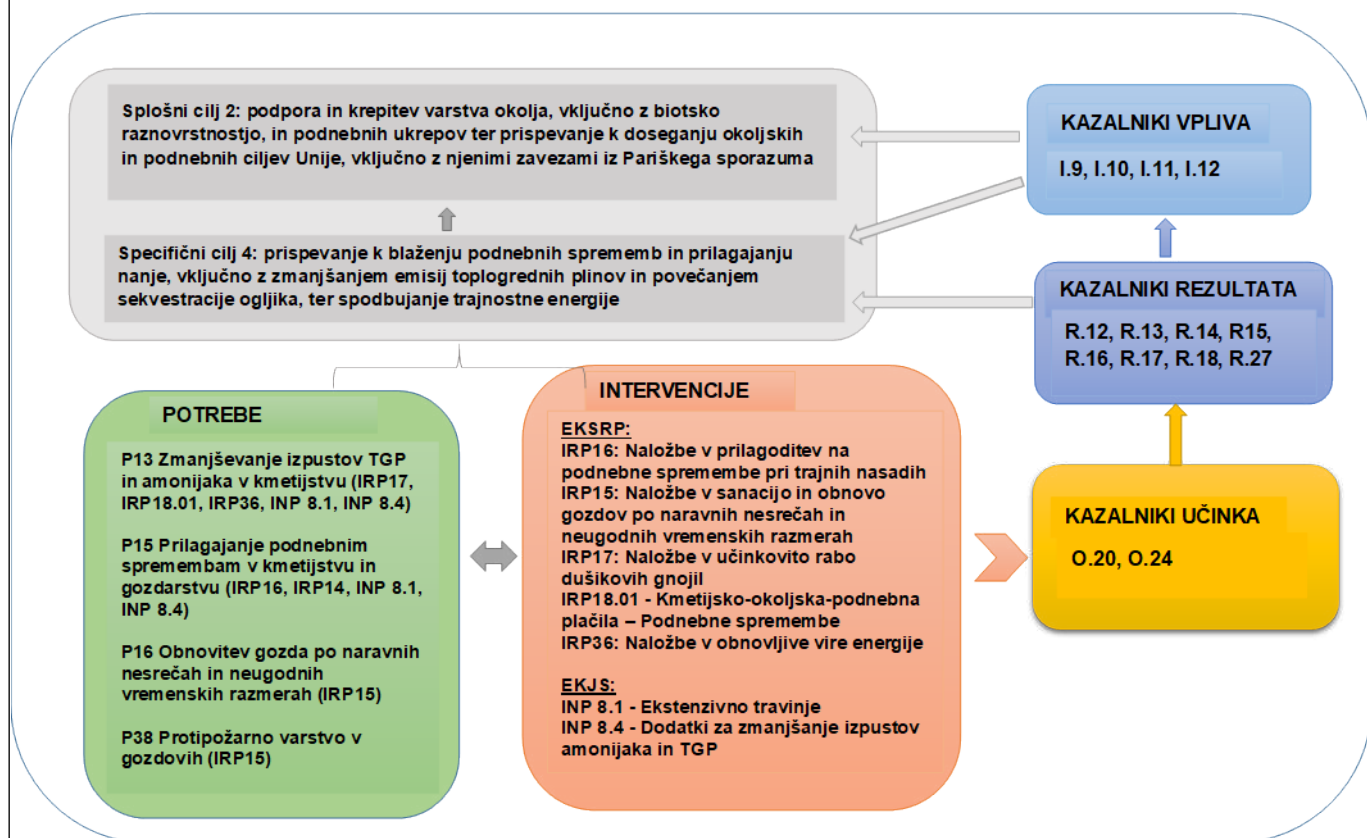 Splošni cilj 2: podpora in krepitev varstva okolja, vključno z biotsko
raznovrstnostjo, in podnebnih ukrepov ter prispevanje k doseganju okoljskih
in podnebnih ciljev Unije, vključno z njenimi zavezami iz Pariškega sporazuma
Specifični cilj 4: prispevanje k blaženju podnebnih sprememb in prilagajanju
nanje, vključno z zmanjšanjem emisij toplogrednih plinov in povečanjem
sekvestracije ogljika, ter spodbujanje trajnostne energije
KAZALNIKI VPLIVA
I.9, I.10, I.11, I.12
KAZALNIKI REZULTATA
R.12, R.13, R.14, R15,
R.16, R.17, R.18, R.27
POTREBE
P13 Zmanjševanje izpustov TGP
in amonijaka v kmetijstvu (IRP17,
IRP18.01, IRP36, INP 8.1, INP 8.4)
P15 Prilagajanje podnebnim
spremembam v kmetijstvu in
gozdarstvu (IRP16, IRP14, INP 8.1,
INP 8.4)
P16 Obnovitev gozda po naravnih
nesrečah in neugodnih
vremenskih razmerah (IRP15)
P38 Protipožarno varstvo v
gozdovih (IRP15)
INTERVENCIJE
EKSRP:
IRP16: Naložbe v prilagoditev na
podnebne spremembe pri trajnih nasadih
IRP15: Naložbe v sanacijo in obnovo
gozdov po naravnih nesrečah in
neugodnih vremenskih razmerah
IRP17: Naložbe v učinkovito rabo
dušikovih gnojil
IRP18.01 - Kmetijsko-okoljska-podnebna
plačila – Podnebne spremembe
IRP36: Naložbe v obnovljive vire energije
EKJS:
INP 8.1 - Ekstenzivno travinje
INP 8.4 - Dodatki za zmanjšanje izpustov
amonijaka in TGP
KAZALNIKI UČINKA
O.20, O.24